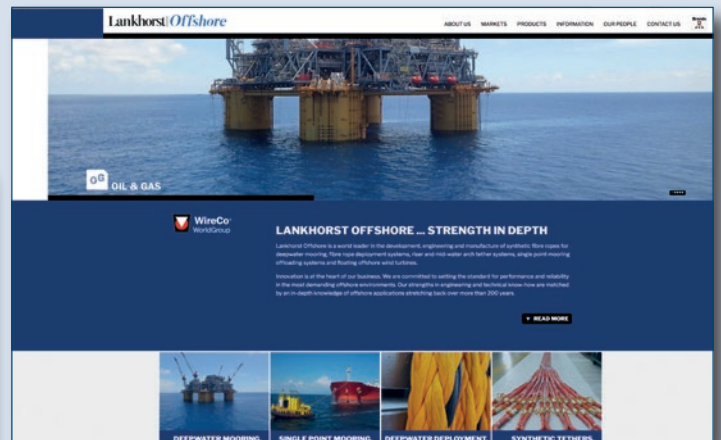 Lankhorst Offshore
ABOUT US MARKETS PRODUCTS INFORMATION OUR PEOPLE CONTACT US
OG OIL & GAS
WireCo
WorldGroup
LANKHORST OFFSHORE ... STRENGTH IN DEPTH
Lankhorst Offshore is a world leader in the development, engineering and manufacture of synthetic fibre ropes for
deepwater mooring, fibre rope deployment systems, riser and mid-water arch tether systems, single point mooring
offloading systems and floating offshore wind turbines.
Innovation is at the heart of our business. We are committed to setting the standard for performance and reliability
in the most demanding offshore environments. Our strengths in engineering and technical know-how are matched
by an in-depth knowledge of offshore applications stretching back over more than 200 years.
READ MORE
DEEPWATER MOORING SINGLE POINT MOORING DEEPWATER DEPLOYMENT SYNTHETIC TETHERS